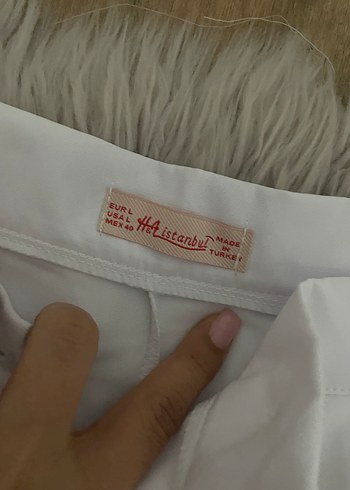 EUR L
USA L
MEX 40
H&A istanbul
MADE
IN
TURKEY